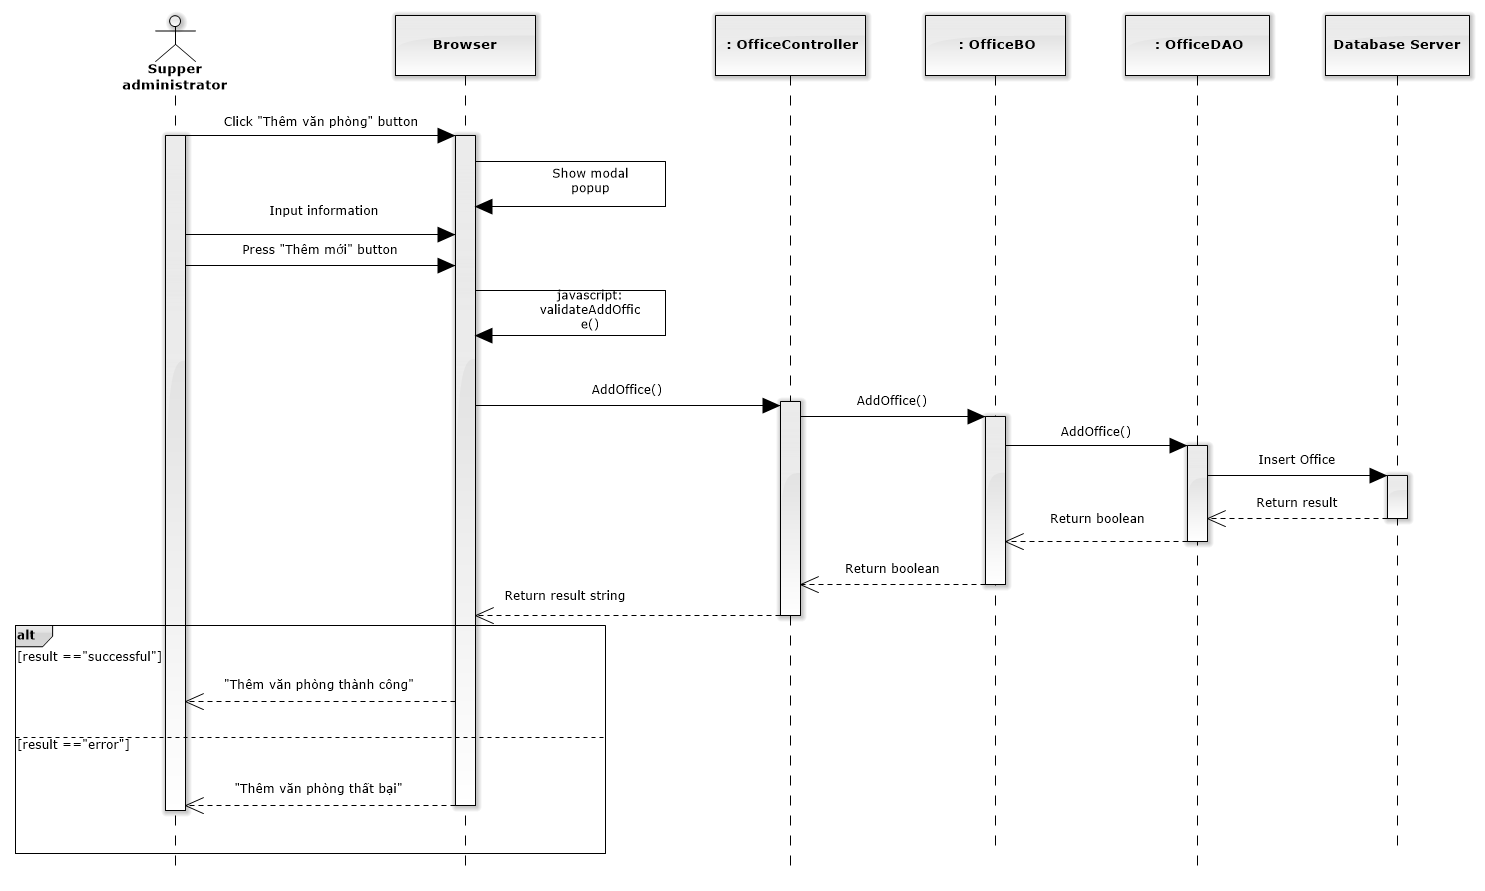 Supper
administrator
Browser
: OfficeController
: OfficeBO
: OfficeDAO
Database Server
Click "Thêm văn phòng" button
Show modal
popup
Input information
Press "Thêm mới" button
javascript:
validateAddOffic
e()
AddOffice()
AddOffice()
AddOffice()
Insert Office
Return result
Return boolean
Return boolean
Return result string
alt
[result =="successful"]
"Thêm văn phòng thành công"
[result =="error"]
"Thêm văn phòng thất bại"